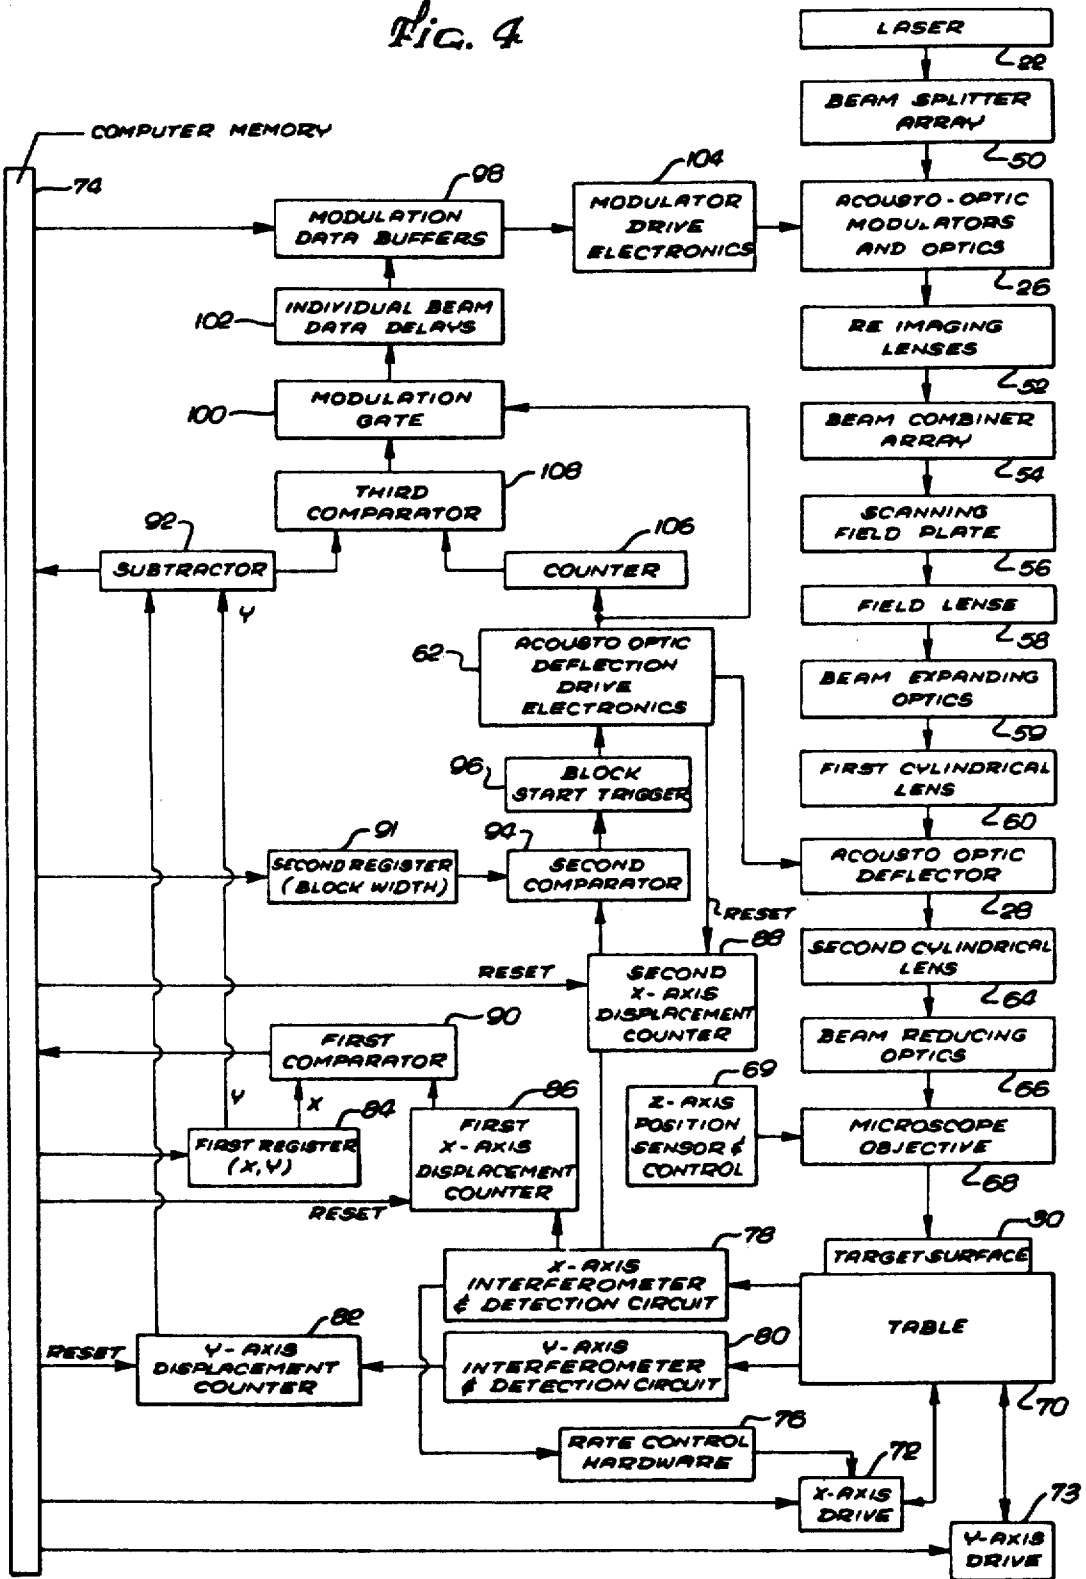 Fig. 4
LASER
22
BEAM SPLITTER
ARRAY
50
COMPUTER MEMORY
74
98
MODULATION
DATA BUFFERS
104
MODULATOR
DRIVE
ELECTRONICS
ACOUSTO-OPTIC
MODULATORS
AND OPTICS
26
102
INDIVIDUAL BEAM
DATA DELAYS
RE IMAGING
LENSES
52
100
MODULATION
GATE
BEAM COMBINER
ARRAY
54
108
THIRD
COMPARATOR
SCANNING
FIELD PLATE
56
92
SUBTRACTOR
Y
106
COUNTER
FIELD LENSE
58
62
ACOUSTO OPTIC
DEFLECTION
DRIVE
ELECTRONICS
BEAM EXPANDING
OPTICS
59
96
BLOCK
START TRIGGER
FIRST CYLINDRICAL
LENS
60
91
SECOND REGISTER
(BLOCK WIDTH)
94
SECOND
COMPARATOR
ACOUSTO OPTIC
DEFLECTOR
28
RESET
RESET
88
SECOND
X-AXIS
DISPLACEMENT
COUNTER
SECOND CYLINDRICAL
LENS
64
90
FIRST
COMPARATOR
BEAM REDUCING
OPTICS
66
Y
X
84
FIRST REGISTER
(X,Y)
86
FIRST
X-AXIS
DISPLACEMENT
COUNTER
69
Z-AXIS
POSITION
SENSOR &
CONTROL
MICROSCOPE
OBJECTIVE
68
RESET
78
X-AXIS
INTERFEROMETER
& DETECTION CIRCUIT
30
TARGET SURFACE
TABLE
70
RESET
82
Y-AXIS
DISPLACEMENT
COUNTER
80
Y-AXIS
INTERFEROMETER
& DETECTION CIRCUIT
76
RATE CONTROL
HARDWARE
72
X-AXIS
DRIVE
73
Y-AXIS
DRIVE